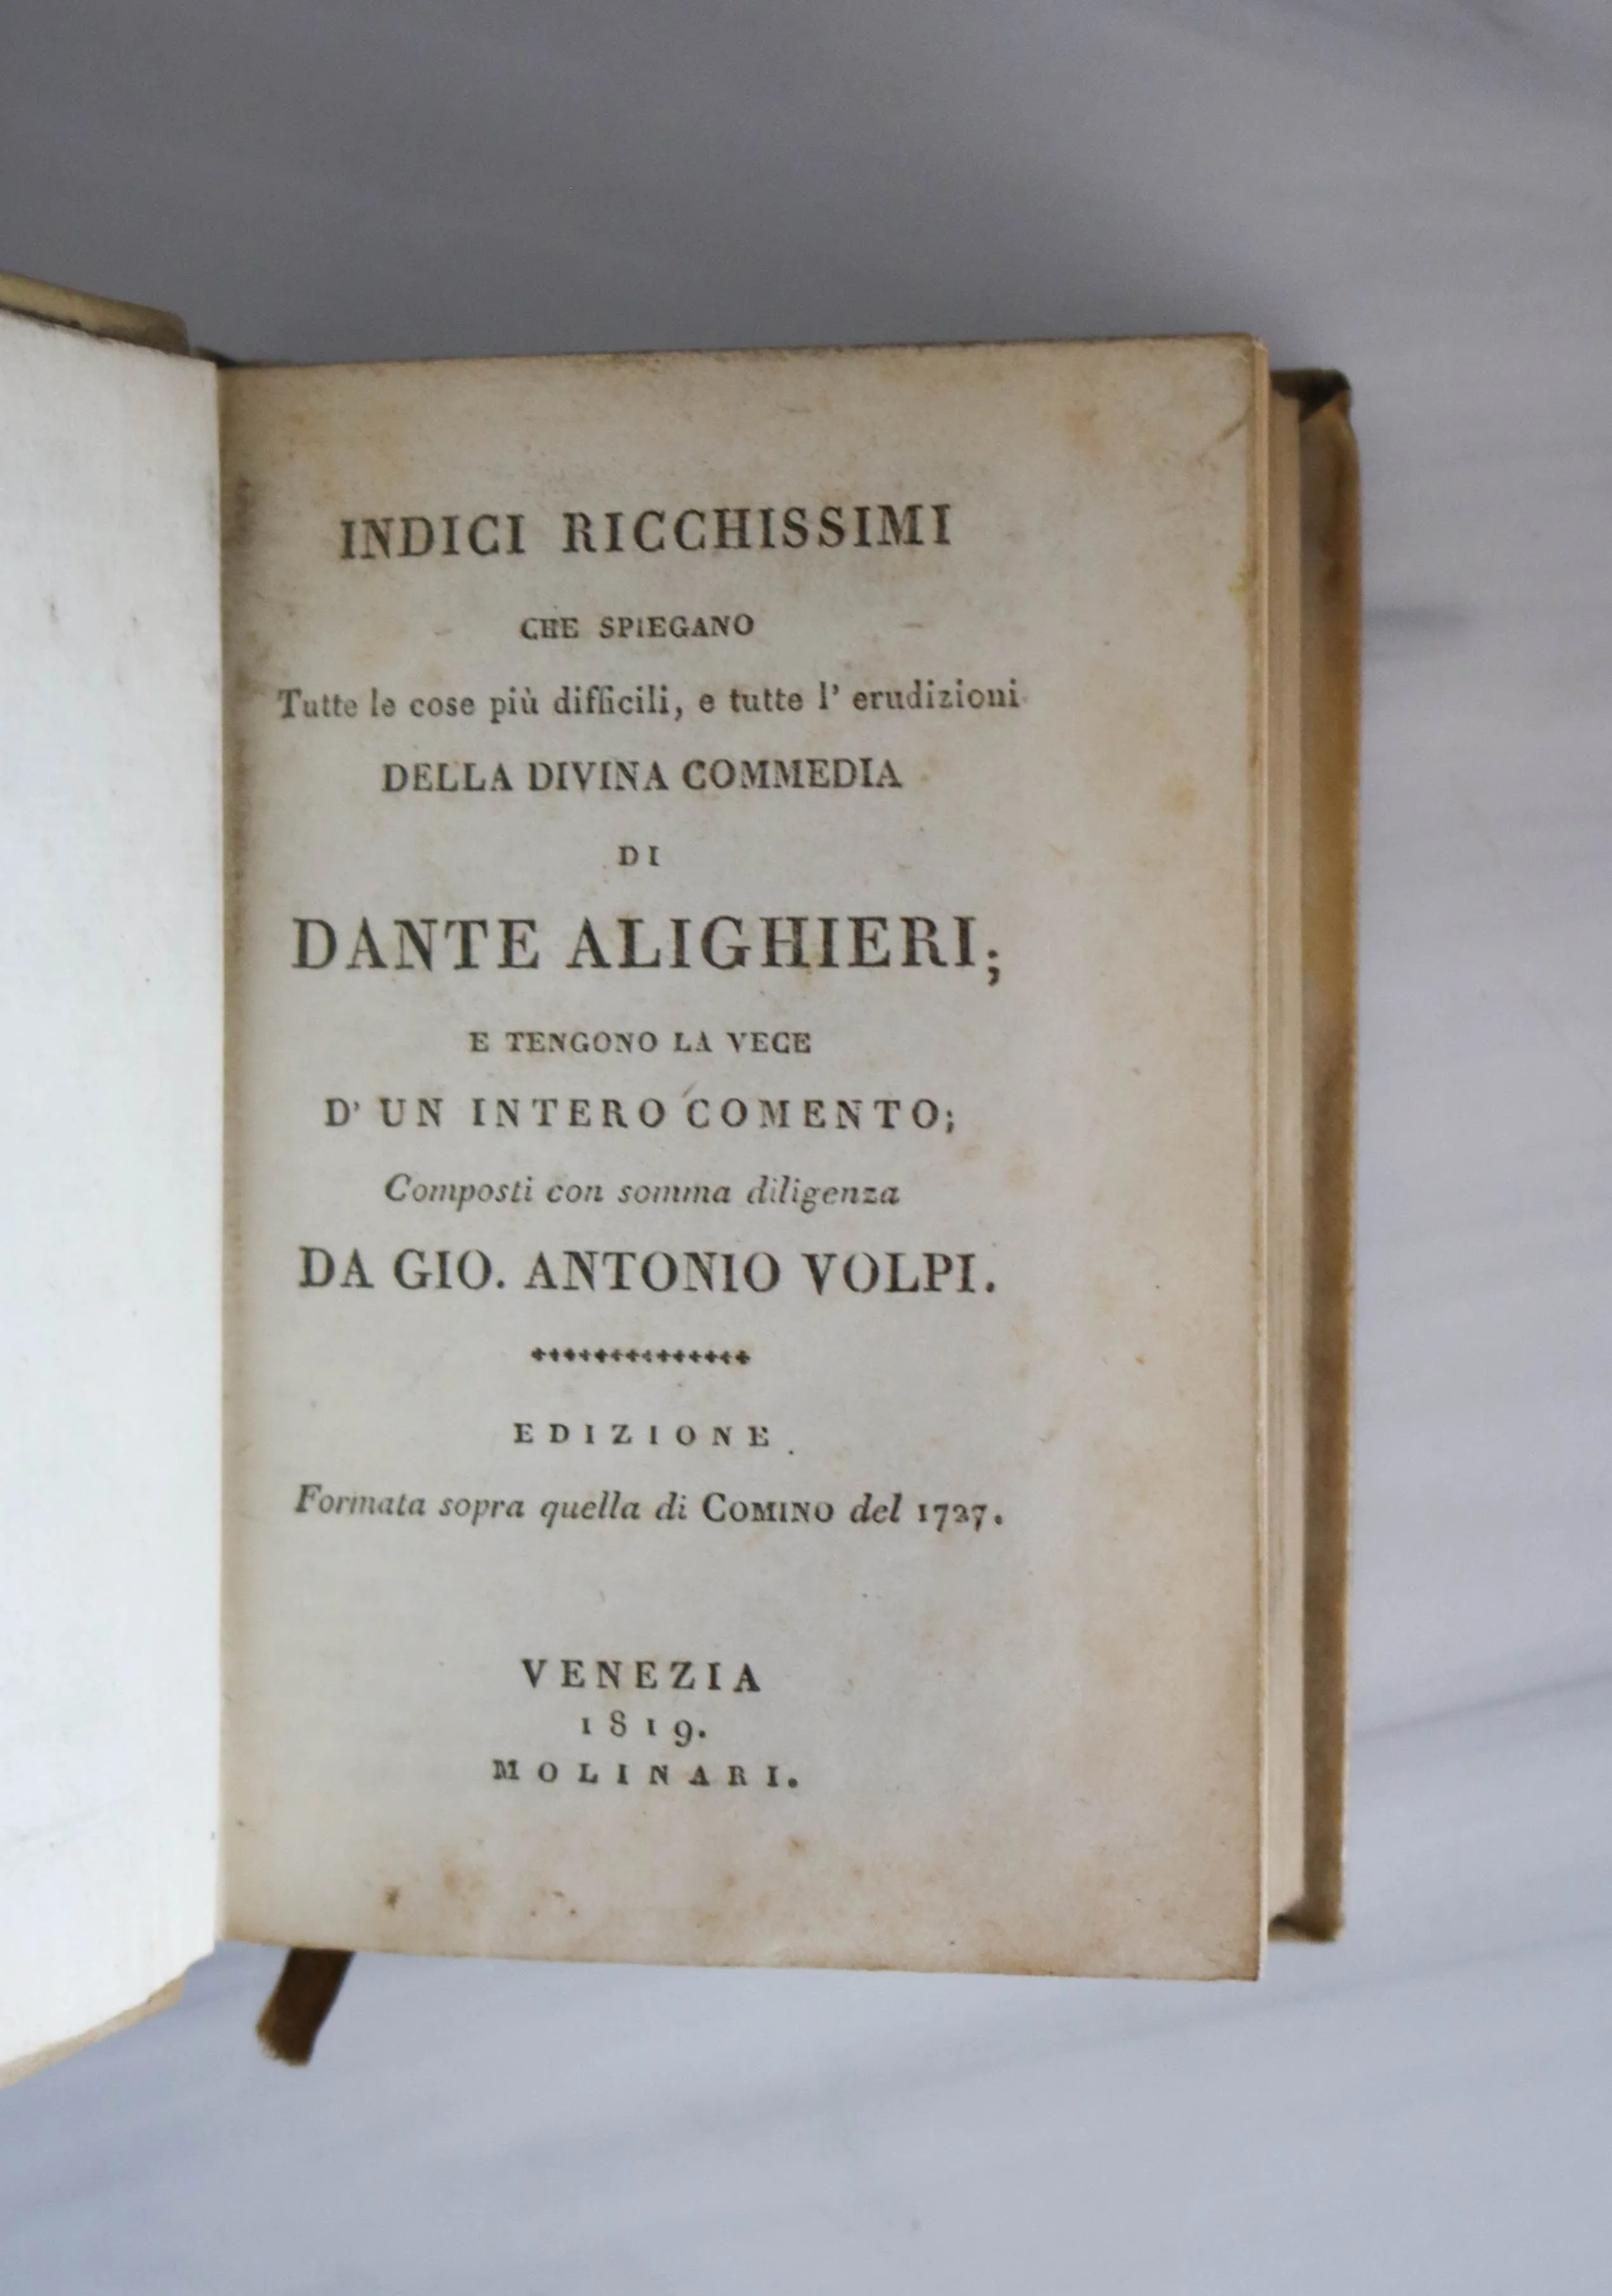 INDICI RICCHISSIMI
CHE SPIEGANO
Tutte le cose più difficili, e tutte l' erudizioni
DELLA DIVINA COMMEDIA
DI
DANTE ALIGHIERI;
E TENGONO LA VECE
D' UN INTERO COMENTO;
Composti con somma diligenza
DA GIO. ANTONIO VOLPI.
EDIZIONE
Formata sopra quella di COMINO del 1727.
VENEZIA
1819.
MOLINARI.